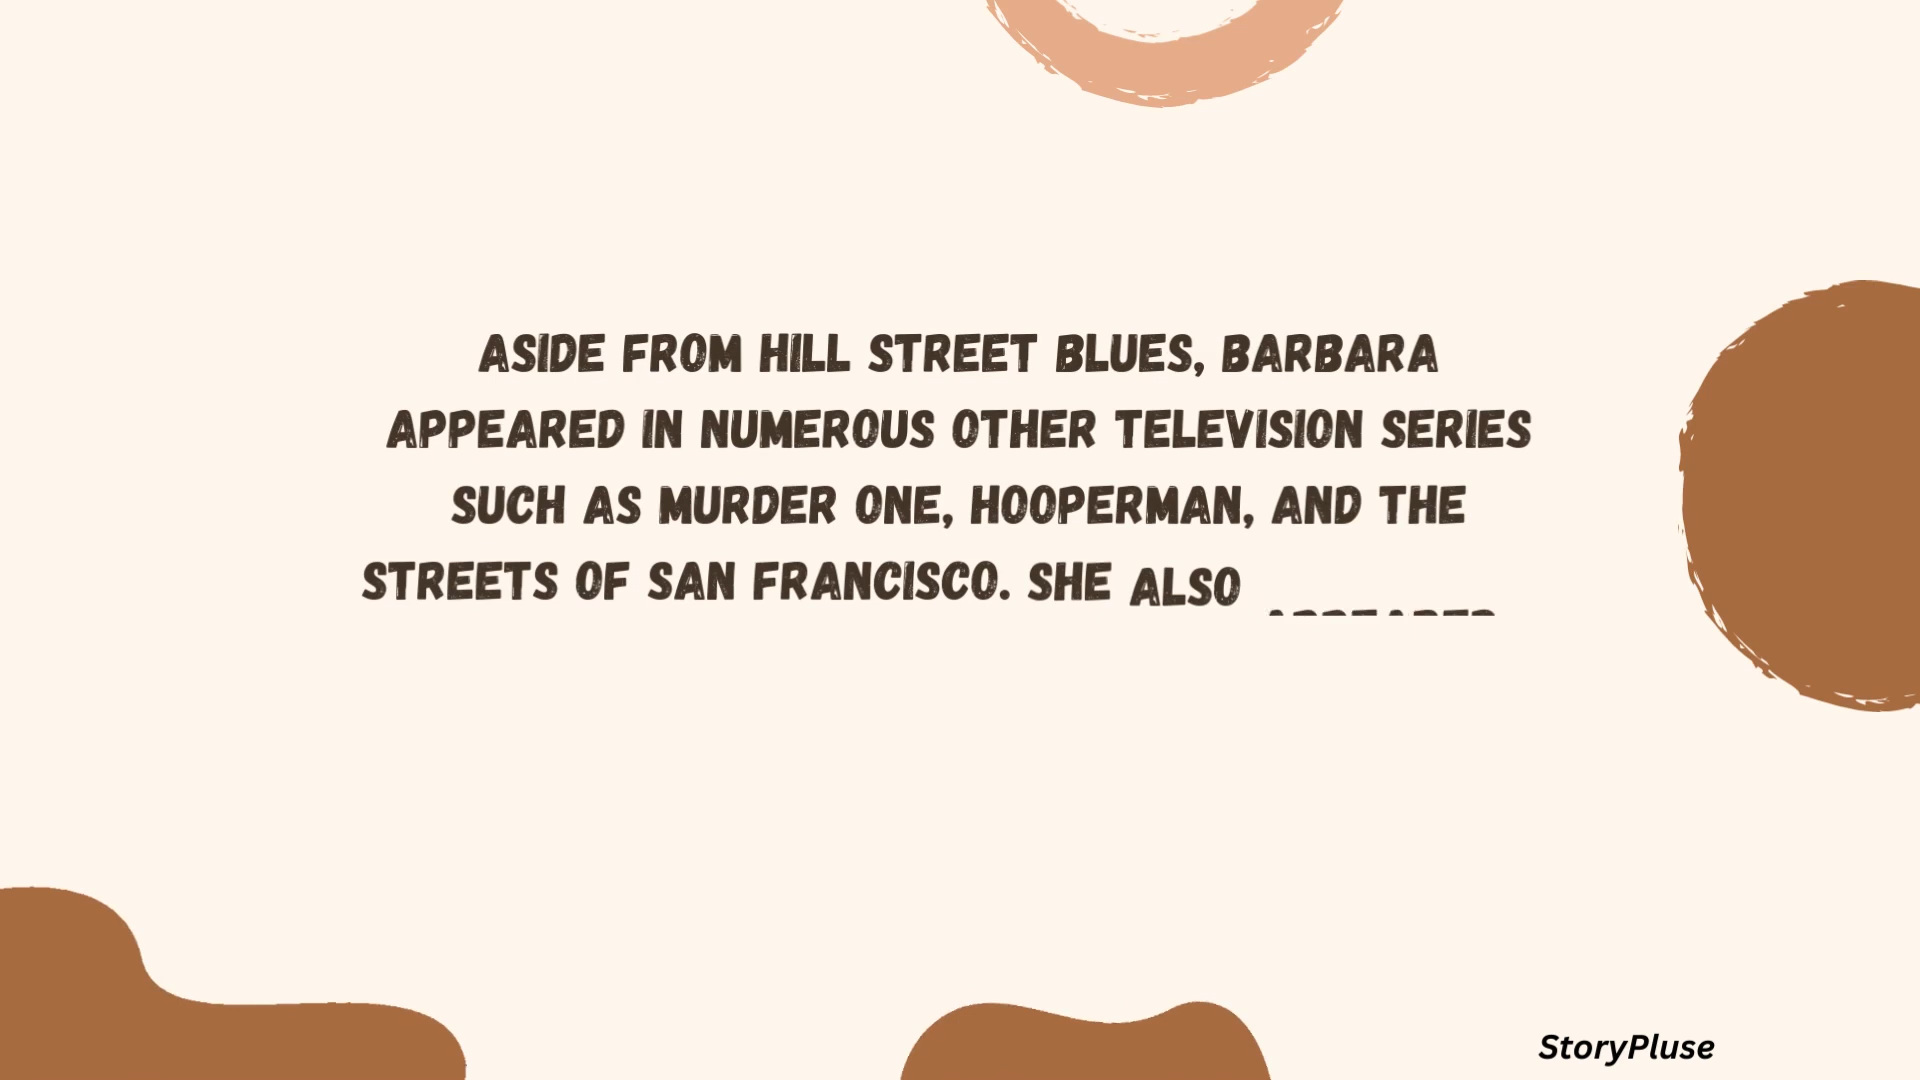 ASIDE FROM HILL STREET BLUES, BARBARA
APPEARED IN NUMEROUS OTHER TELEVISION SERIES
SUCH AS MURDER ONE, HOOPERMAN, AND THE
STREETS OF SAN FRANCISCO. SHE ALSO
StoryPluse